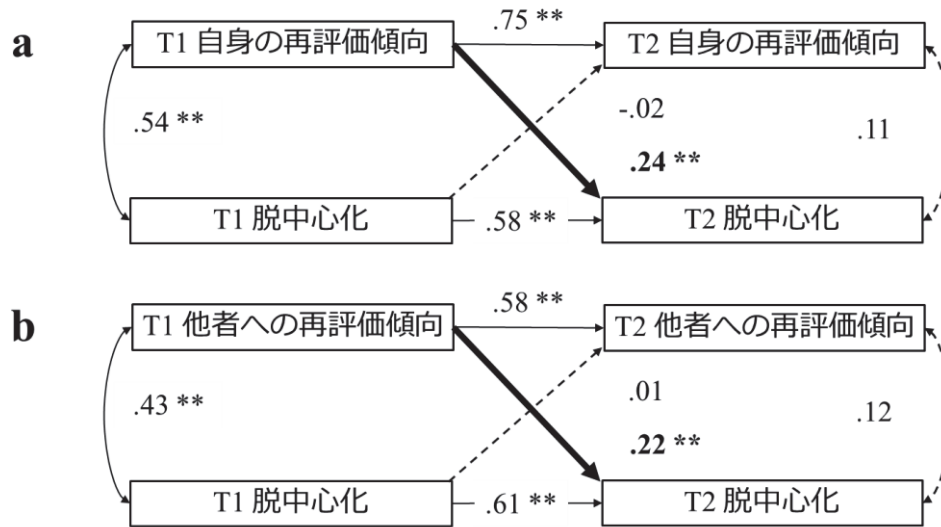 a
.75 **
T1 自身の再評価傾向
T2 自身の再評価傾向
.54 **
-.02
.11
.24 **
T1 脱中心化
.58 **
T2 脱中心化
b
.58 **
T1 他者への再評価傾向
T2 他者への再評価傾向
.43 **
.01
.12
.22 **
T1 脱中心化
.61 **
T2 脱中心化